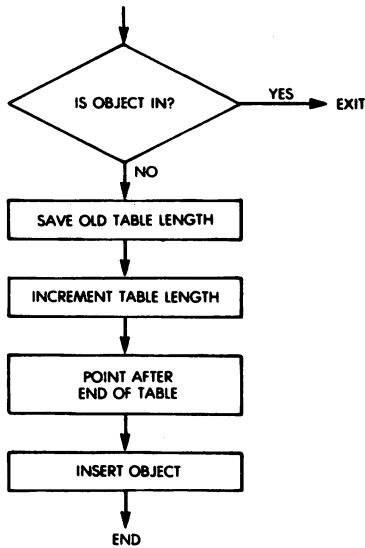 IS OBJECT IN?
YES
EXIT
NO
SAVE OLD TABLE LENGTH
INCREMENT TABLE LENGTH
POINT AFTER
END OF TABLE
INSERT OBJECT
END